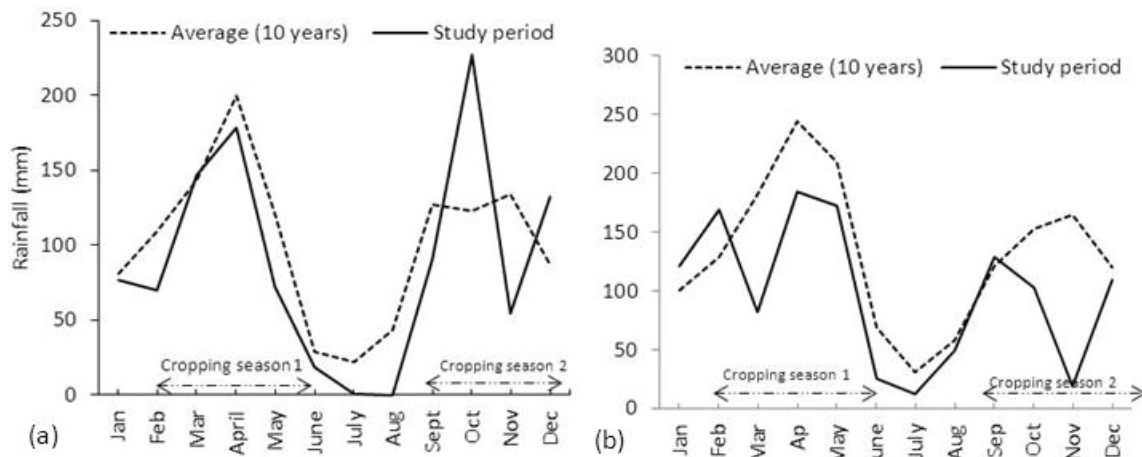 250
200
150
100
50
0
Rainfall (mm)
Average (10 years) Study period
Cropping season 1
Cropping season 2
Jan Feb Mar April May June July Aug Sept Oct Nov Dec
(a)
300
250
200
150
100
50
0
Average (10 years) Study period
Cropping season 1
Cropping season 2
Jan Feb Mar Ap May June July Aug Sep Oct Nov Dec
(b)